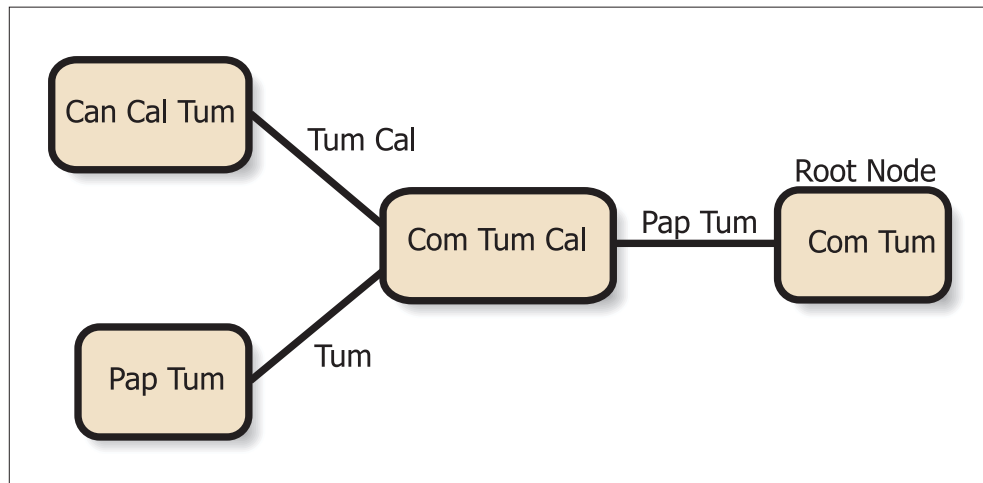 Can Cal Tum
Tum Cal
Root Node
Com Tum Cal
Pap Tum
Com Tum
Tum
Pap Tum